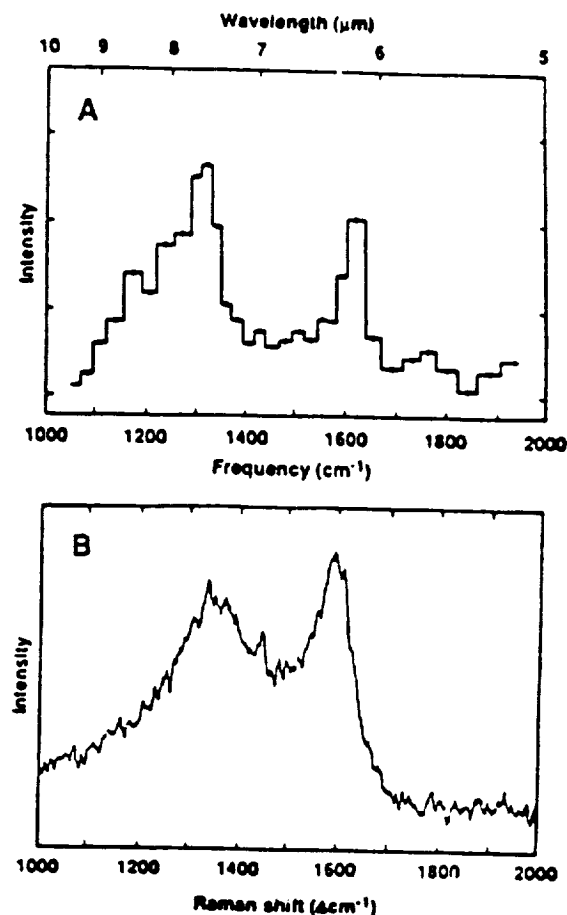 Wavelength (μm)
10 9 8 7 6 5
A
Intensity
1000 1200 1400 1600 1800 2000
Frequency (cm-1)
B
Intensity
1000 1200 1400 1600 1800 2000
Raman shift (Δcm-1)